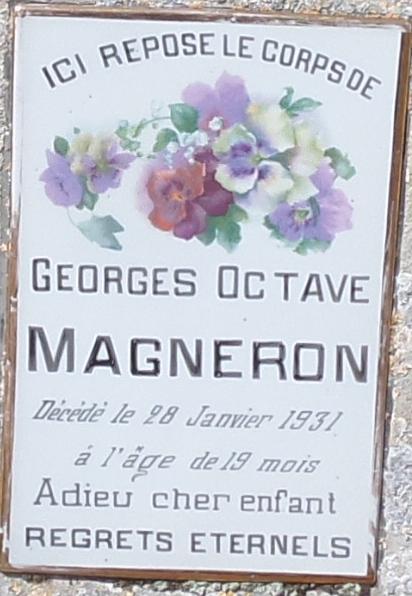 ICI REPOSE LE CORPS DE
GEORGES OCTAVE
MAGNERON
Décédé le 28 Janvier 1931
á l'âge de 19 mois
Adieu cher enfant
REGRETS ETERNELS